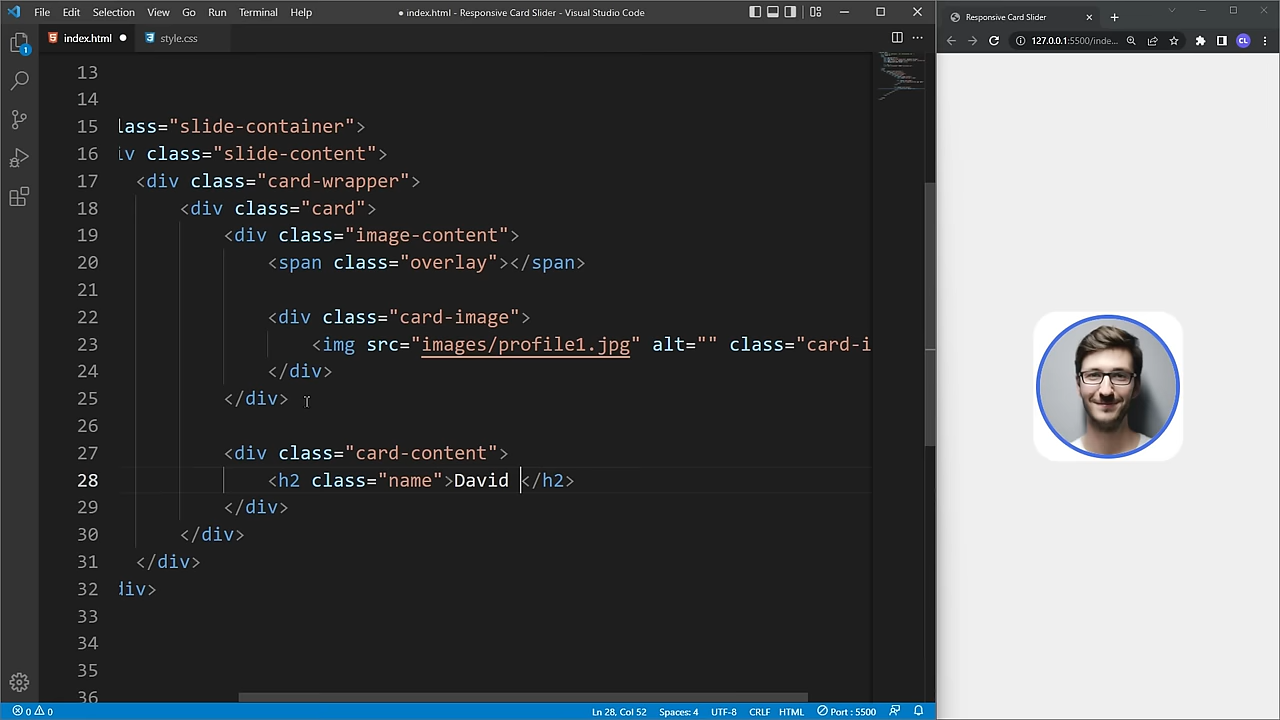 File Edit Selection View Go Run Terminal Help
● index.html - Responsive Card Slider - Visual Studio Code
index.html ●
style.css
1
13
14
15 lass="slide-container">
16 iv class="slide-content">
17 <div class="card-wrapper">
18 <div class="card">
19 <div class="image-content">
20 <span class="overlay"></span>
21
22 <div class="card-image">
23 <img src="images/profile1.jpg" alt="" class="card-i
24 </div>
25 </div>
26
27 <div class="card-content">
28 <h2 class="name">David </h2>
29 </div>
30 </div>
31 </div>
32 div>
33
34
35
36
0 0
Ln 28, Col 52 Spaces: 4 UTF-8 CRLF HTML Port : 5500
Responsive Card Slider
127.0.0.1:5500/inde...
CL